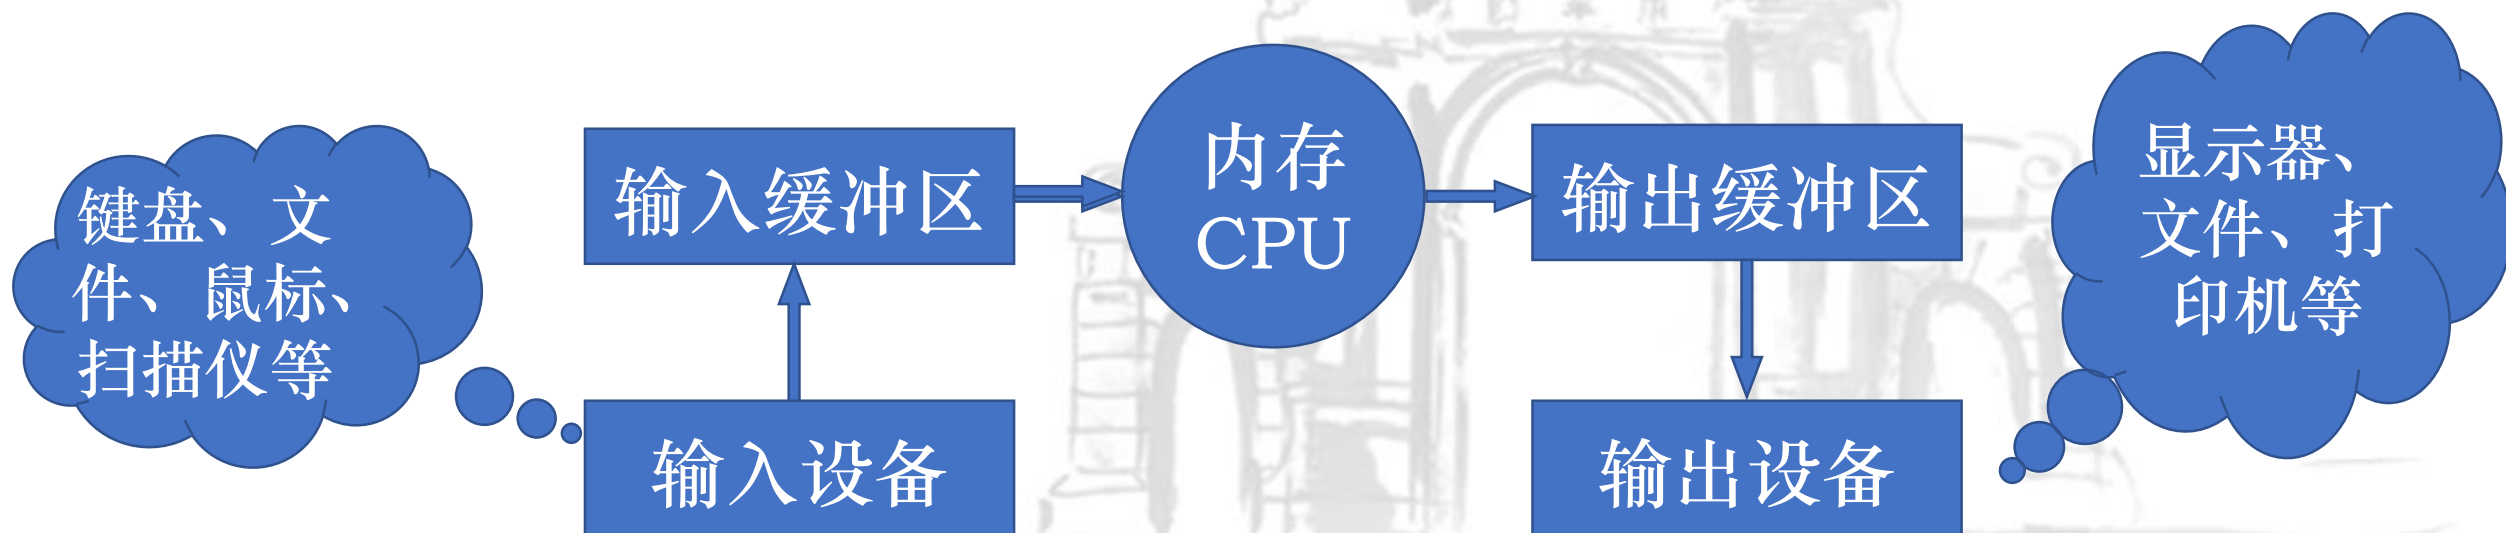 键盘、文
件、鼠标、
扫描仪等
输入缓冲区
输入设备
内存
CPU
输出缓冲区
输出设备
显示器、
文件、打
印机等